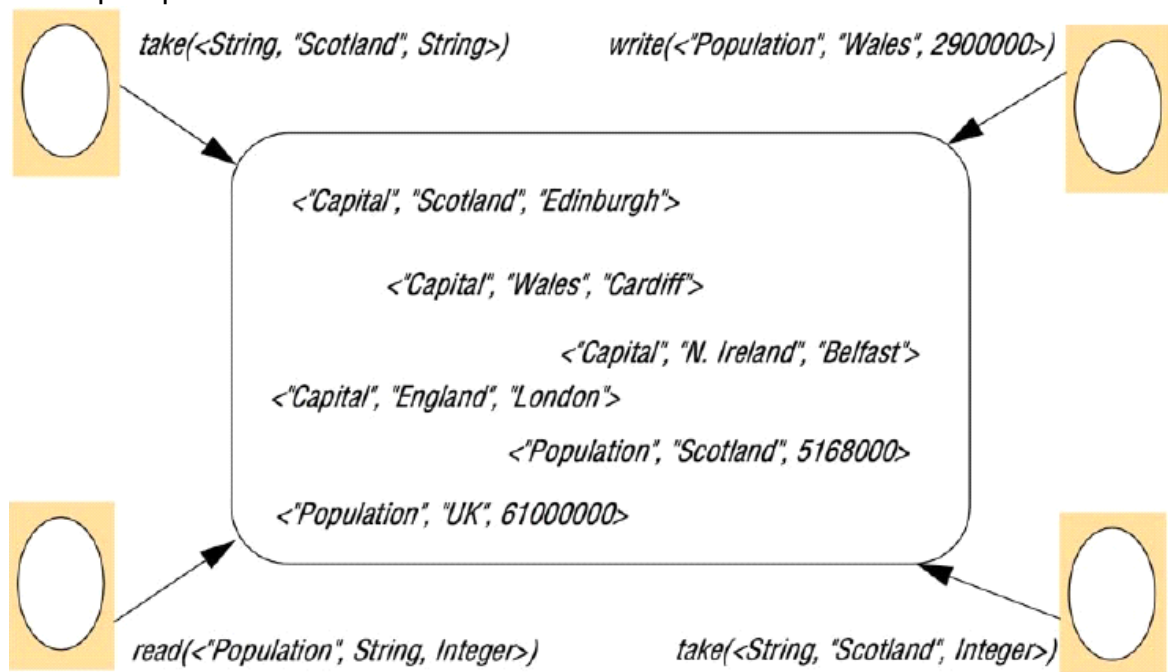 take(<String, "Scotland", String>)
write(<"Population", "Wales", 2900000>)
<"Capital", "Scotland", "Edinburgh">
<"Capital", "Wales", "Cardiff">
<"Capital", "N. Ireland", "Belfast">
<"Capital", "England", "London">
<"Population", "Scotland", 5168000>
<"Population", "UK", 61000000>
read(<"Population", String, Integer>)
take(<String, "Scotland", Integer>)